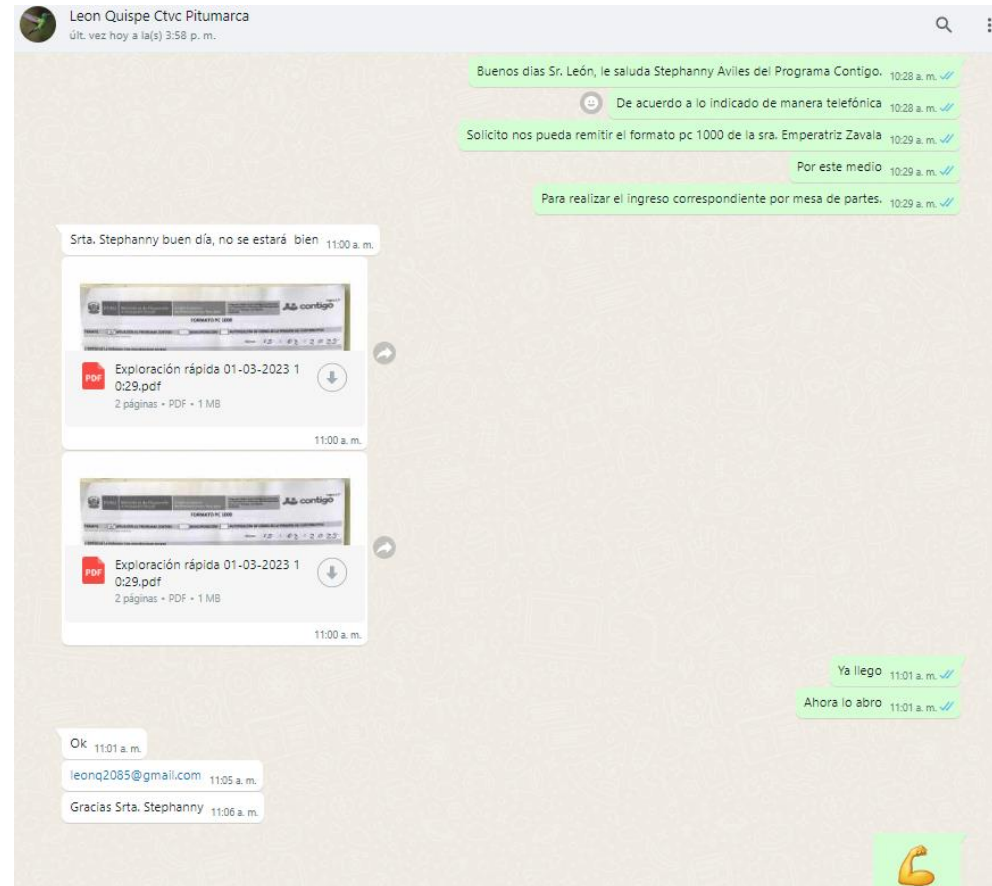 Leon Quispe Ctvc Pitumarca
últ. vez hoy a la(s) 3:58 p. m.
Buenos dias Sr. León, le saluda Stephanny Aviles del Programa Contigo. 10:28 a. m.
De acuerdo a lo indicado de manera telefónica 10:28 a. m.
Solicito nos pueda remitir el formato pc 1000 de la sra. Emperatriz Zavala 10:29 a. m.
Por este medio 10:29 a. m.
Para realizar el ingreso correspondiente por mesa de partes. 10:29 a. m.
Srta. Stephanny buen día, no se estará bien 11:00 a. m.
contigo
FORMATO PC 1000
PDF
Exploración rápida 01-03-2023 1
0:29.pdf
2 páginas • PDF • 1 MB
11:00 a. m.
contigo
FORMATO PC 1000
PDF
Exploración rápida 01-03-2023 1
0:29.pdf
2 páginas • PDF • 1 MB
11:00 a. m.
Ya llego 11:01 a. m.
Ahora lo abro 11:01 a. m.
Ok 11:01 a. m.
leonq2085@gmail.com 11:05 a. m.
Gracias Srta. Stephanny 11:06 a. m.